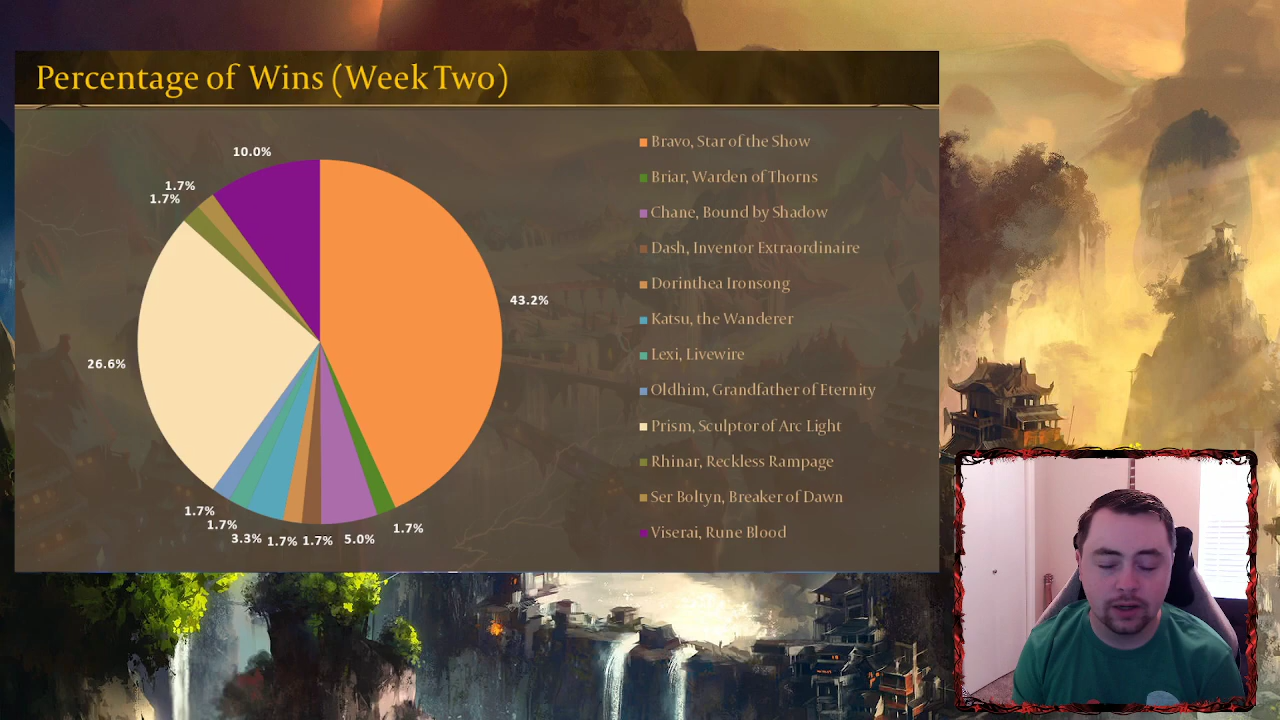 Percentage of Wins (Week Two)
10.0%
1.7%
1.7%
43.2%
26.6%
1.7%
1.7%
3.3%
1.7%
1.7%
5.0%
1.7%
Bravo, Star of the Show
Briar, Warden of Thorns
Chane, Bound by Shadow
Dash, Inventor Extraordinaire
Dorinthea Ironsong
Katsu, the Wanderer
Lexi, Livewire
Oldhim, Grandfather of Eternity
Prism, Sculptor of Arc Light
Rhinar, Reckless Rampage
Ser Boltyn, Breaker of Dawn
Viserai, Rune Blood